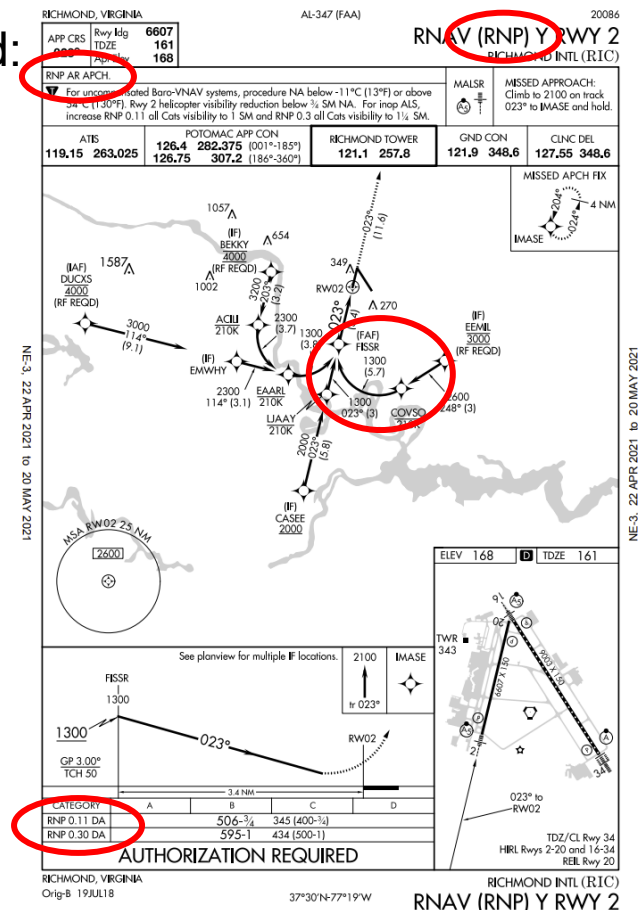 d:
RICHMOND, VIRGINIA
AL-347 (FAA)
20086
APP CRS
Rwy ldg 6607
TDZE 161
168
RNAV (RNP) Y RWY 2
RICHMOND INTL (RIC)
RNP AR APCH.
For uncompensated Baro-VNAV systems, procedure NA below -11°C (13°F) or above
54°C (130°F). Rwy 2 helicopter visibility reduction below ¾ SM NA. For inop ALS,
increase RNP 0.11 all Cats visibility to 1 SM and RNP 0.3 all Cats visibility to 1¼ SM.
MALSR
A5
MISSED APPROACH:
Climb to 2100 on track
023° to IMASE and hold.
ATIS
119.15 263.025
POTOMAC APP CON
126.4 282.375 (001°-185°)
126.75 307.2 (186°-360°)
RICHMOND TOWER
121.1 257.8
GND CON
121.9 348.6
CLNC DEL
127.55 348.6
MISSED APCH FIX
204°
024°
4 NM
IMASE
023°
(11.6)
1057
654
349
1587
1002
270
(IF)
BEKKY
4000
(RF REQD)
(IAF)
DUCXS
4000
(RF REQD)
3000
114°
(9.1)
3200
203°
(3.2)
ACILI
210K
2300
(3.7)
RW02
023°
(FAF)
FISSR
1300
(IF)
EEMIL
3000
(RF REQD)
(IF)
EMWHY
2300
114° (3.1)
EAARL
210K
1300
(5.7)
1300
023° (3)
2600
248° (3)
COVSO
210K
IJAAY
210K
2000
023°
(5.8)
(IF)
CASEE
2000
MSA RW02 25 NM
2600
NE-3, 22 APR 2021 to 20 MAY 2021
NE-3, 22 APR 2021 to 20 MAY 2021
ELEV 168
D
TDZE 161
A5
16
20
TWR
343
P
P
9003 X 150
6607 X 150
A5
P
2
A
34
023° to
RW02
TDZ/CL Rwy 34
HIRL Rwys 2-20 and 16-34
REIL Rwy 20
See planview for multiple IF locations.
2100
tr 023°
IMASE
FISSR
1300
1300
023°
RW02
GP 3.00°
TCH 50
3.4 NM
CATEGORY A B C D
RNP 0.11 DA 506-¾ 345 (400-¾)
RNP 0.30 DA 595-1 434 (500-1)
AUTHORIZATION REQUIRED
RICHMOND, VIRGINIA
Orig-B 19JUL18
37°30'N-77°19'W
RICHMOND INTL (RIC)
RNAV (RNP) Y RWY 2